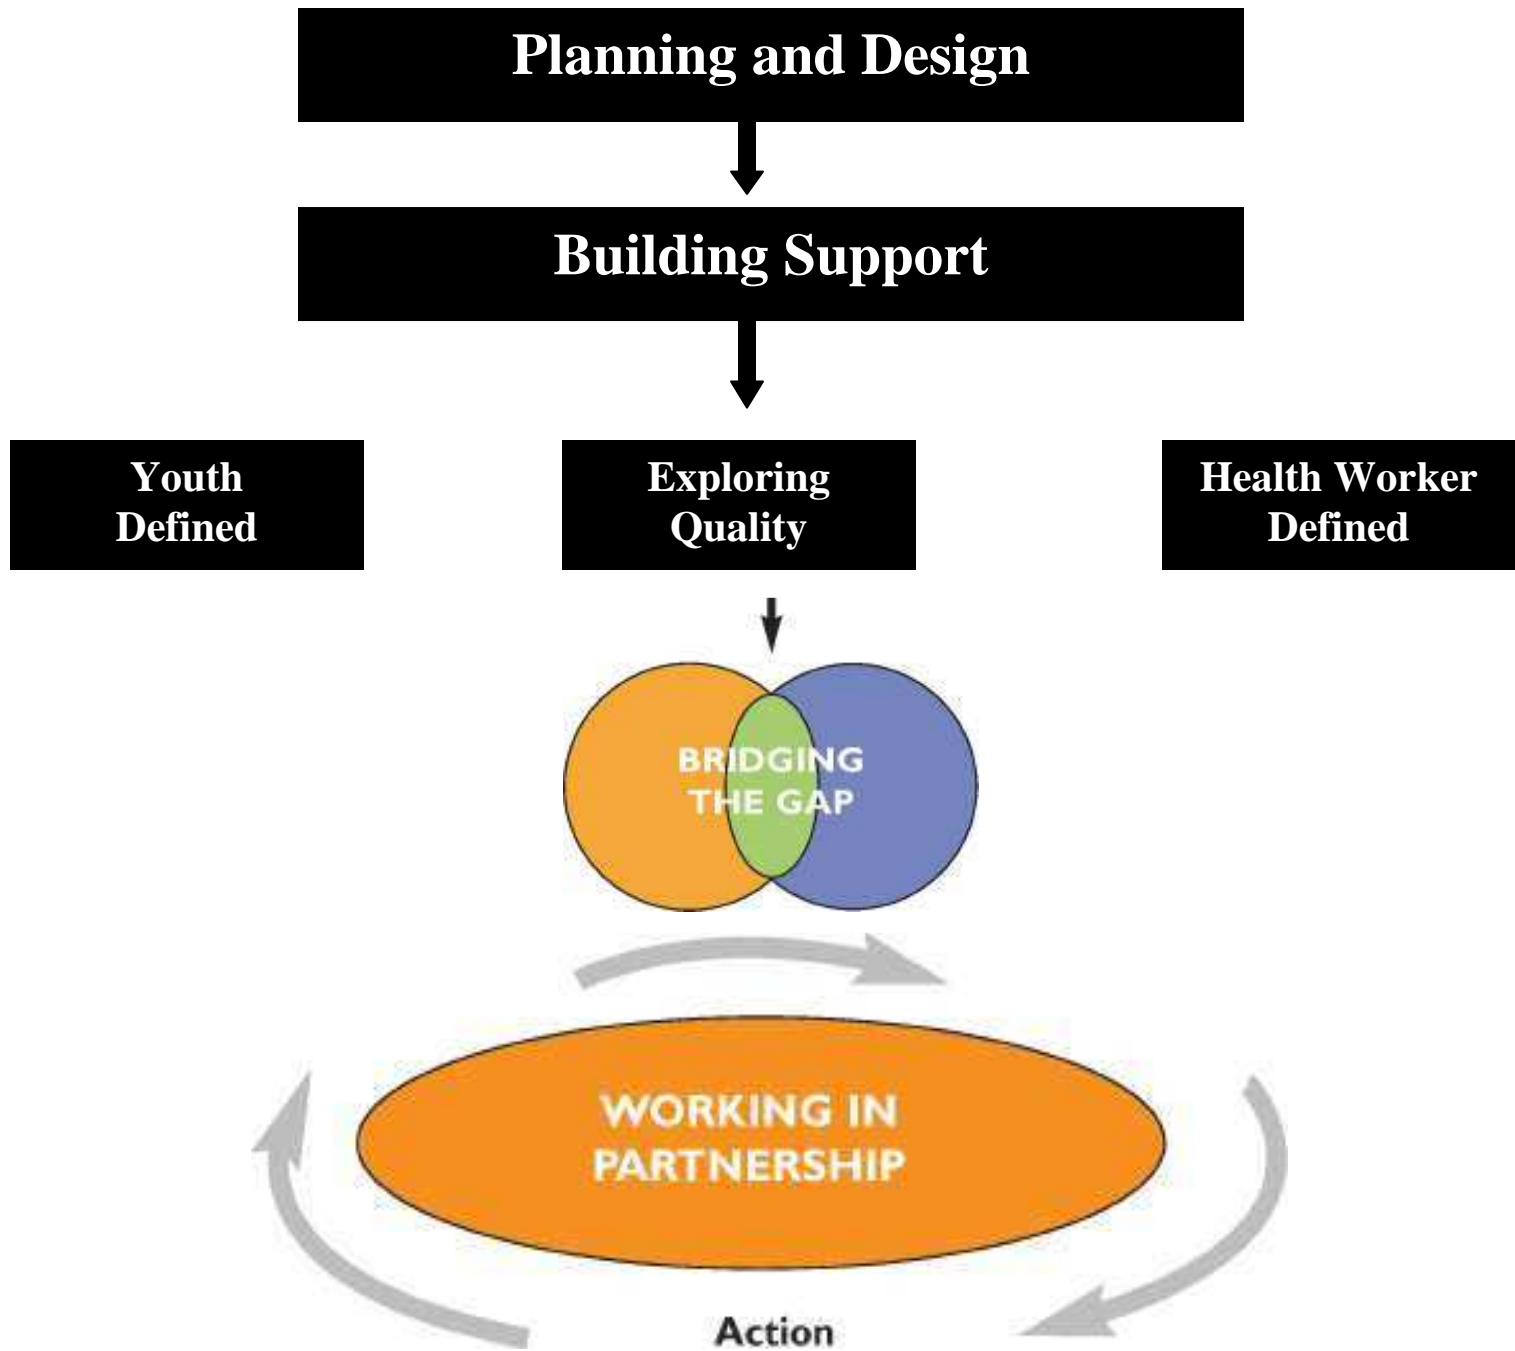 Planning and Design
Building Support
Youth
Defined
Exploring
Quality
Health Worker
Defined
BRIDGING
THE GAP
WORKING IN
PARTNERSHIP
Action